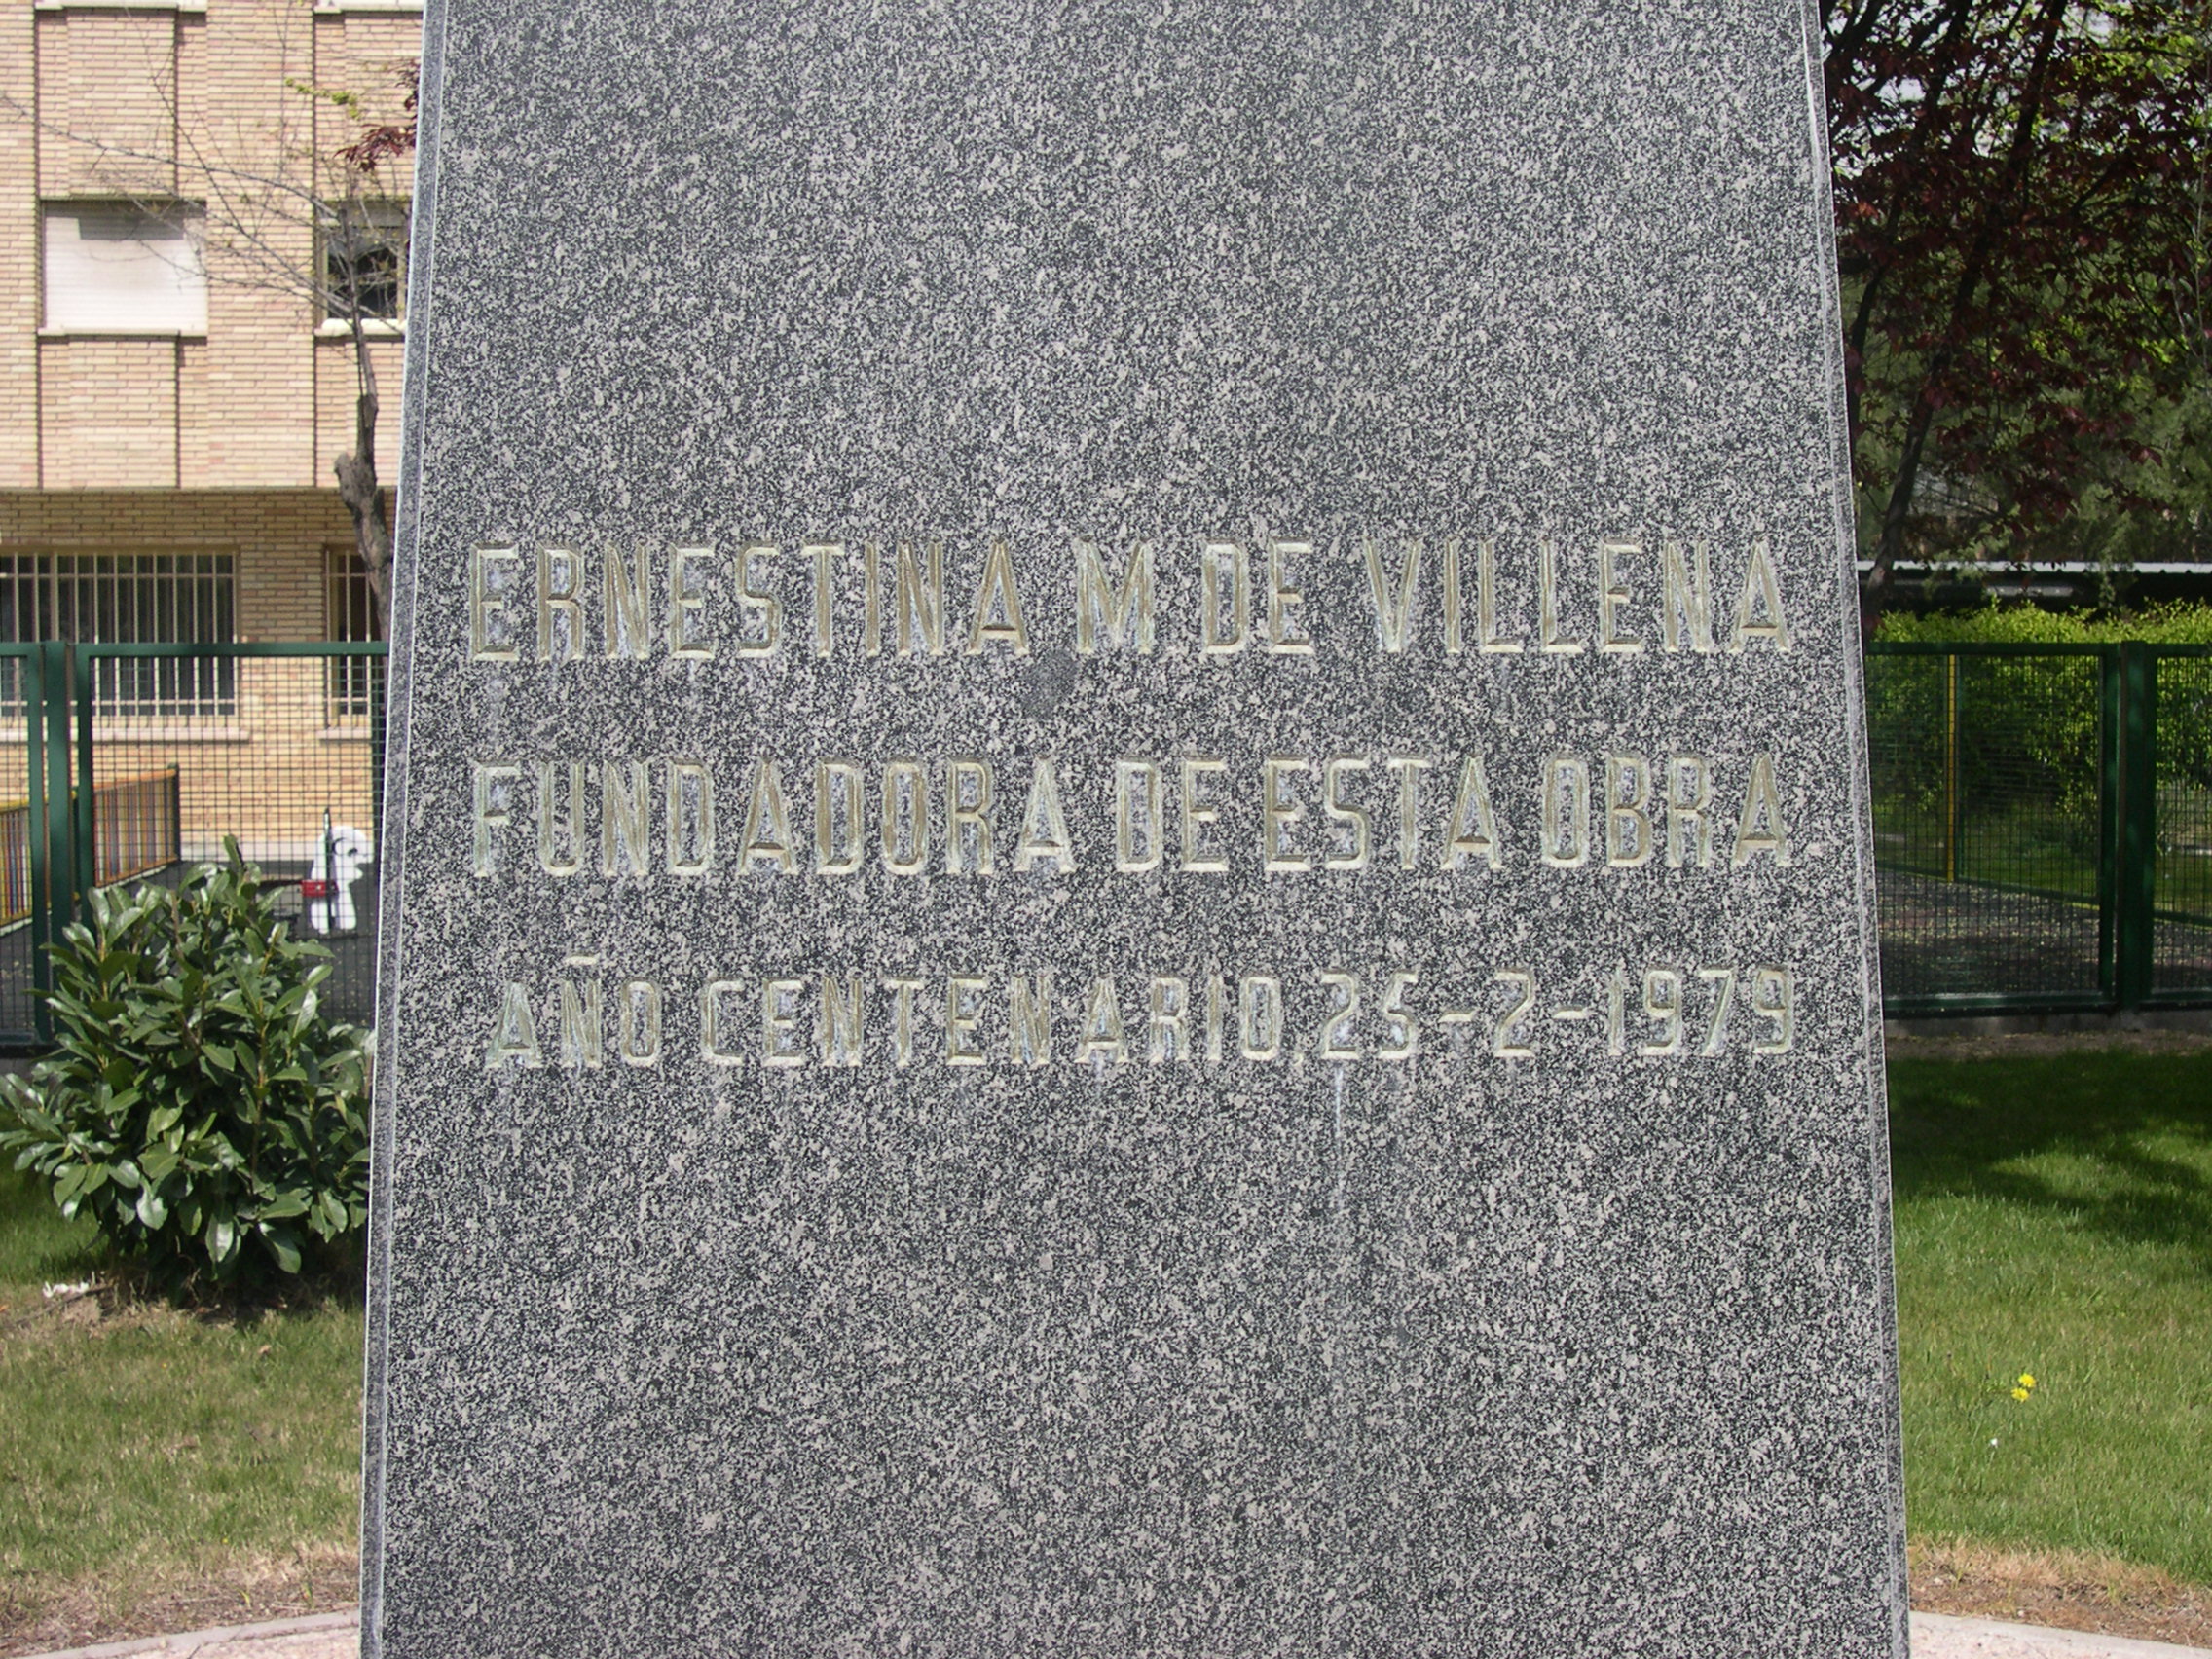 ERNESTINA M. DE VILLENA
FUNDADORA DE ESTA OBRA
AÑO CENTENARIO, 25-2-1979